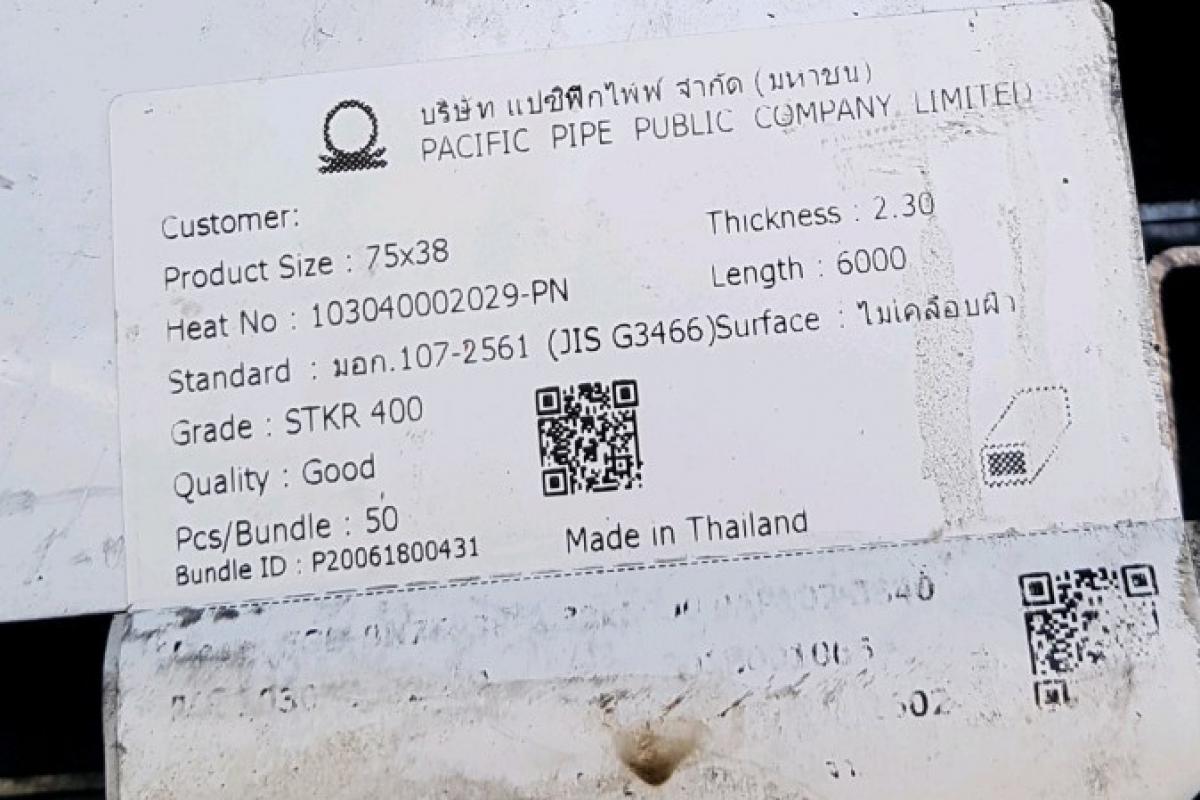 บริษัท แปซิฟิกไพ้พ จำกัด (มหาชน)
PACIFIC PIPE PUBLIC COMPANY LIMITED
Customer:
Product Size : 75x38
Thickness : 2.30
Heat No : 103040002029-PN
Length : 6000
Standard : มอก.107-2561 (JIS G3466)
Surface : ไม่เคลือบผิว
Grade : STKR 400
Quality : Good
Pcs/Bundle : 50
Bundle ID : P20061800431
Made in Thailand